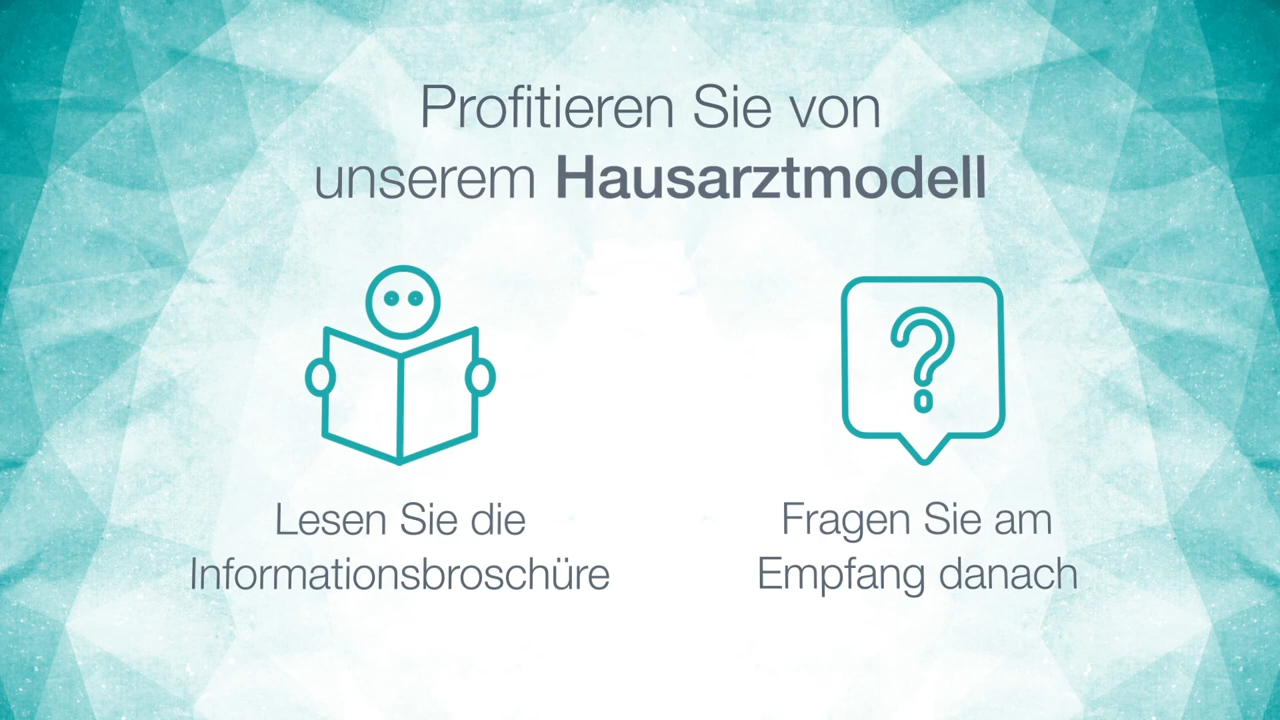 Profitieren Sie von
unserem Hausarztmodell
Lesen Sie die
Informationsbroschüre
Fragen Sie am
Empfang danach